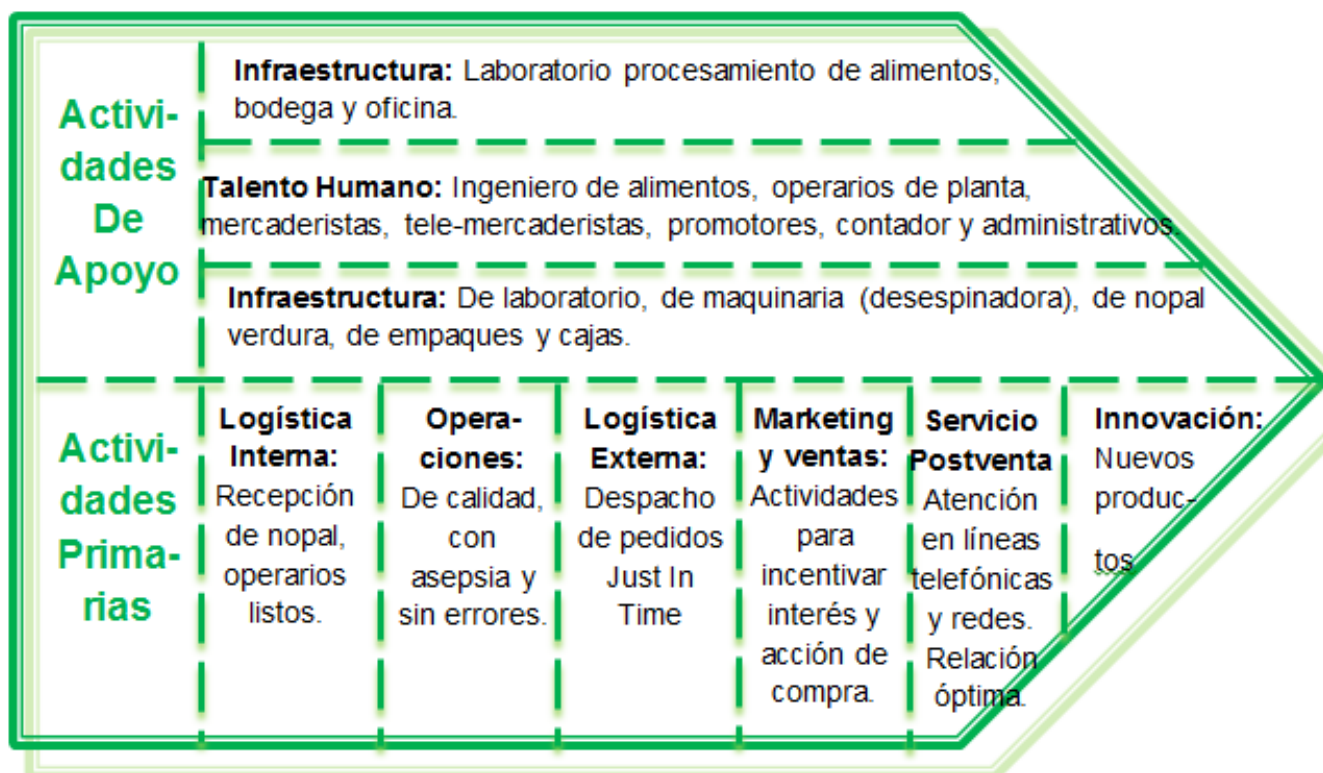 Activi-
dades
De
Apoyo
Infraestructura: Laboratorio procesamiento de alimentos,
bodega y oficina.
Talento Humano: Ingeniero de alimentos, operarios de planta,
mercaderistas, tele-mercaderistas, promotores, contador y administrativos.
Infraestructura: De laboratorio, de maquinaria (desespinadora), de nopal
verdura, de empaques y cajas.
Activi-
dades
Prima-
rias
Logística
Interna:
Recepción
de nopal,
operarios
listos.
Opera-
ciones:
De calidad,
con
asepsia y
sin errores.
Logística
Externa:
Despacho
de pedidos
Just In
Time
Marketing
y ventas:
Actividades
para
incentivar
interés y
acción de
compra.
Servicio
Postventa
Atención
en líneas
telefónicas
y redes.
Relación
óptima.
Innovación:
Nuevos
produc-
tos